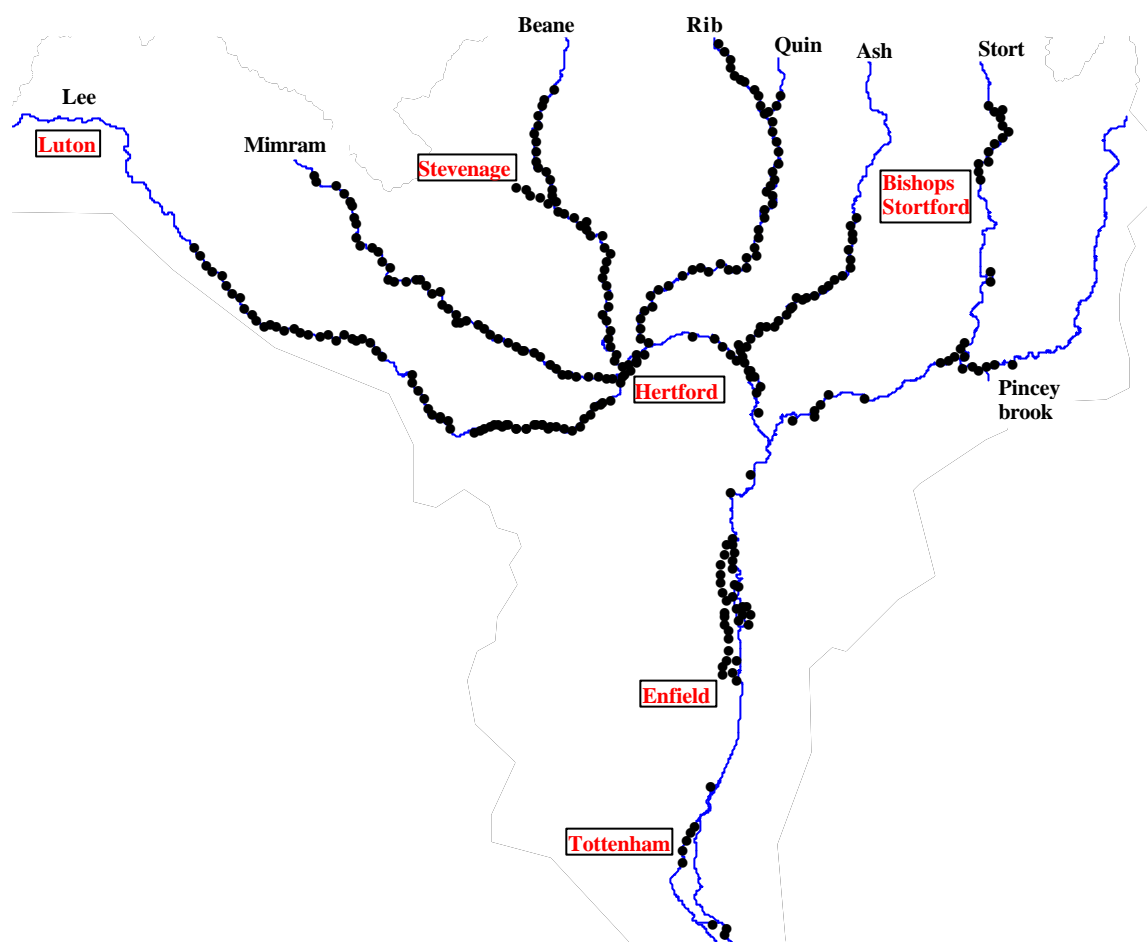 Beane
Rib
Quin
Ash
Stort
Lee
Luton
Mimram
Stevenage
Bishops
Stortford
Hertford
Pincey
brook
Enfield
Tottenham